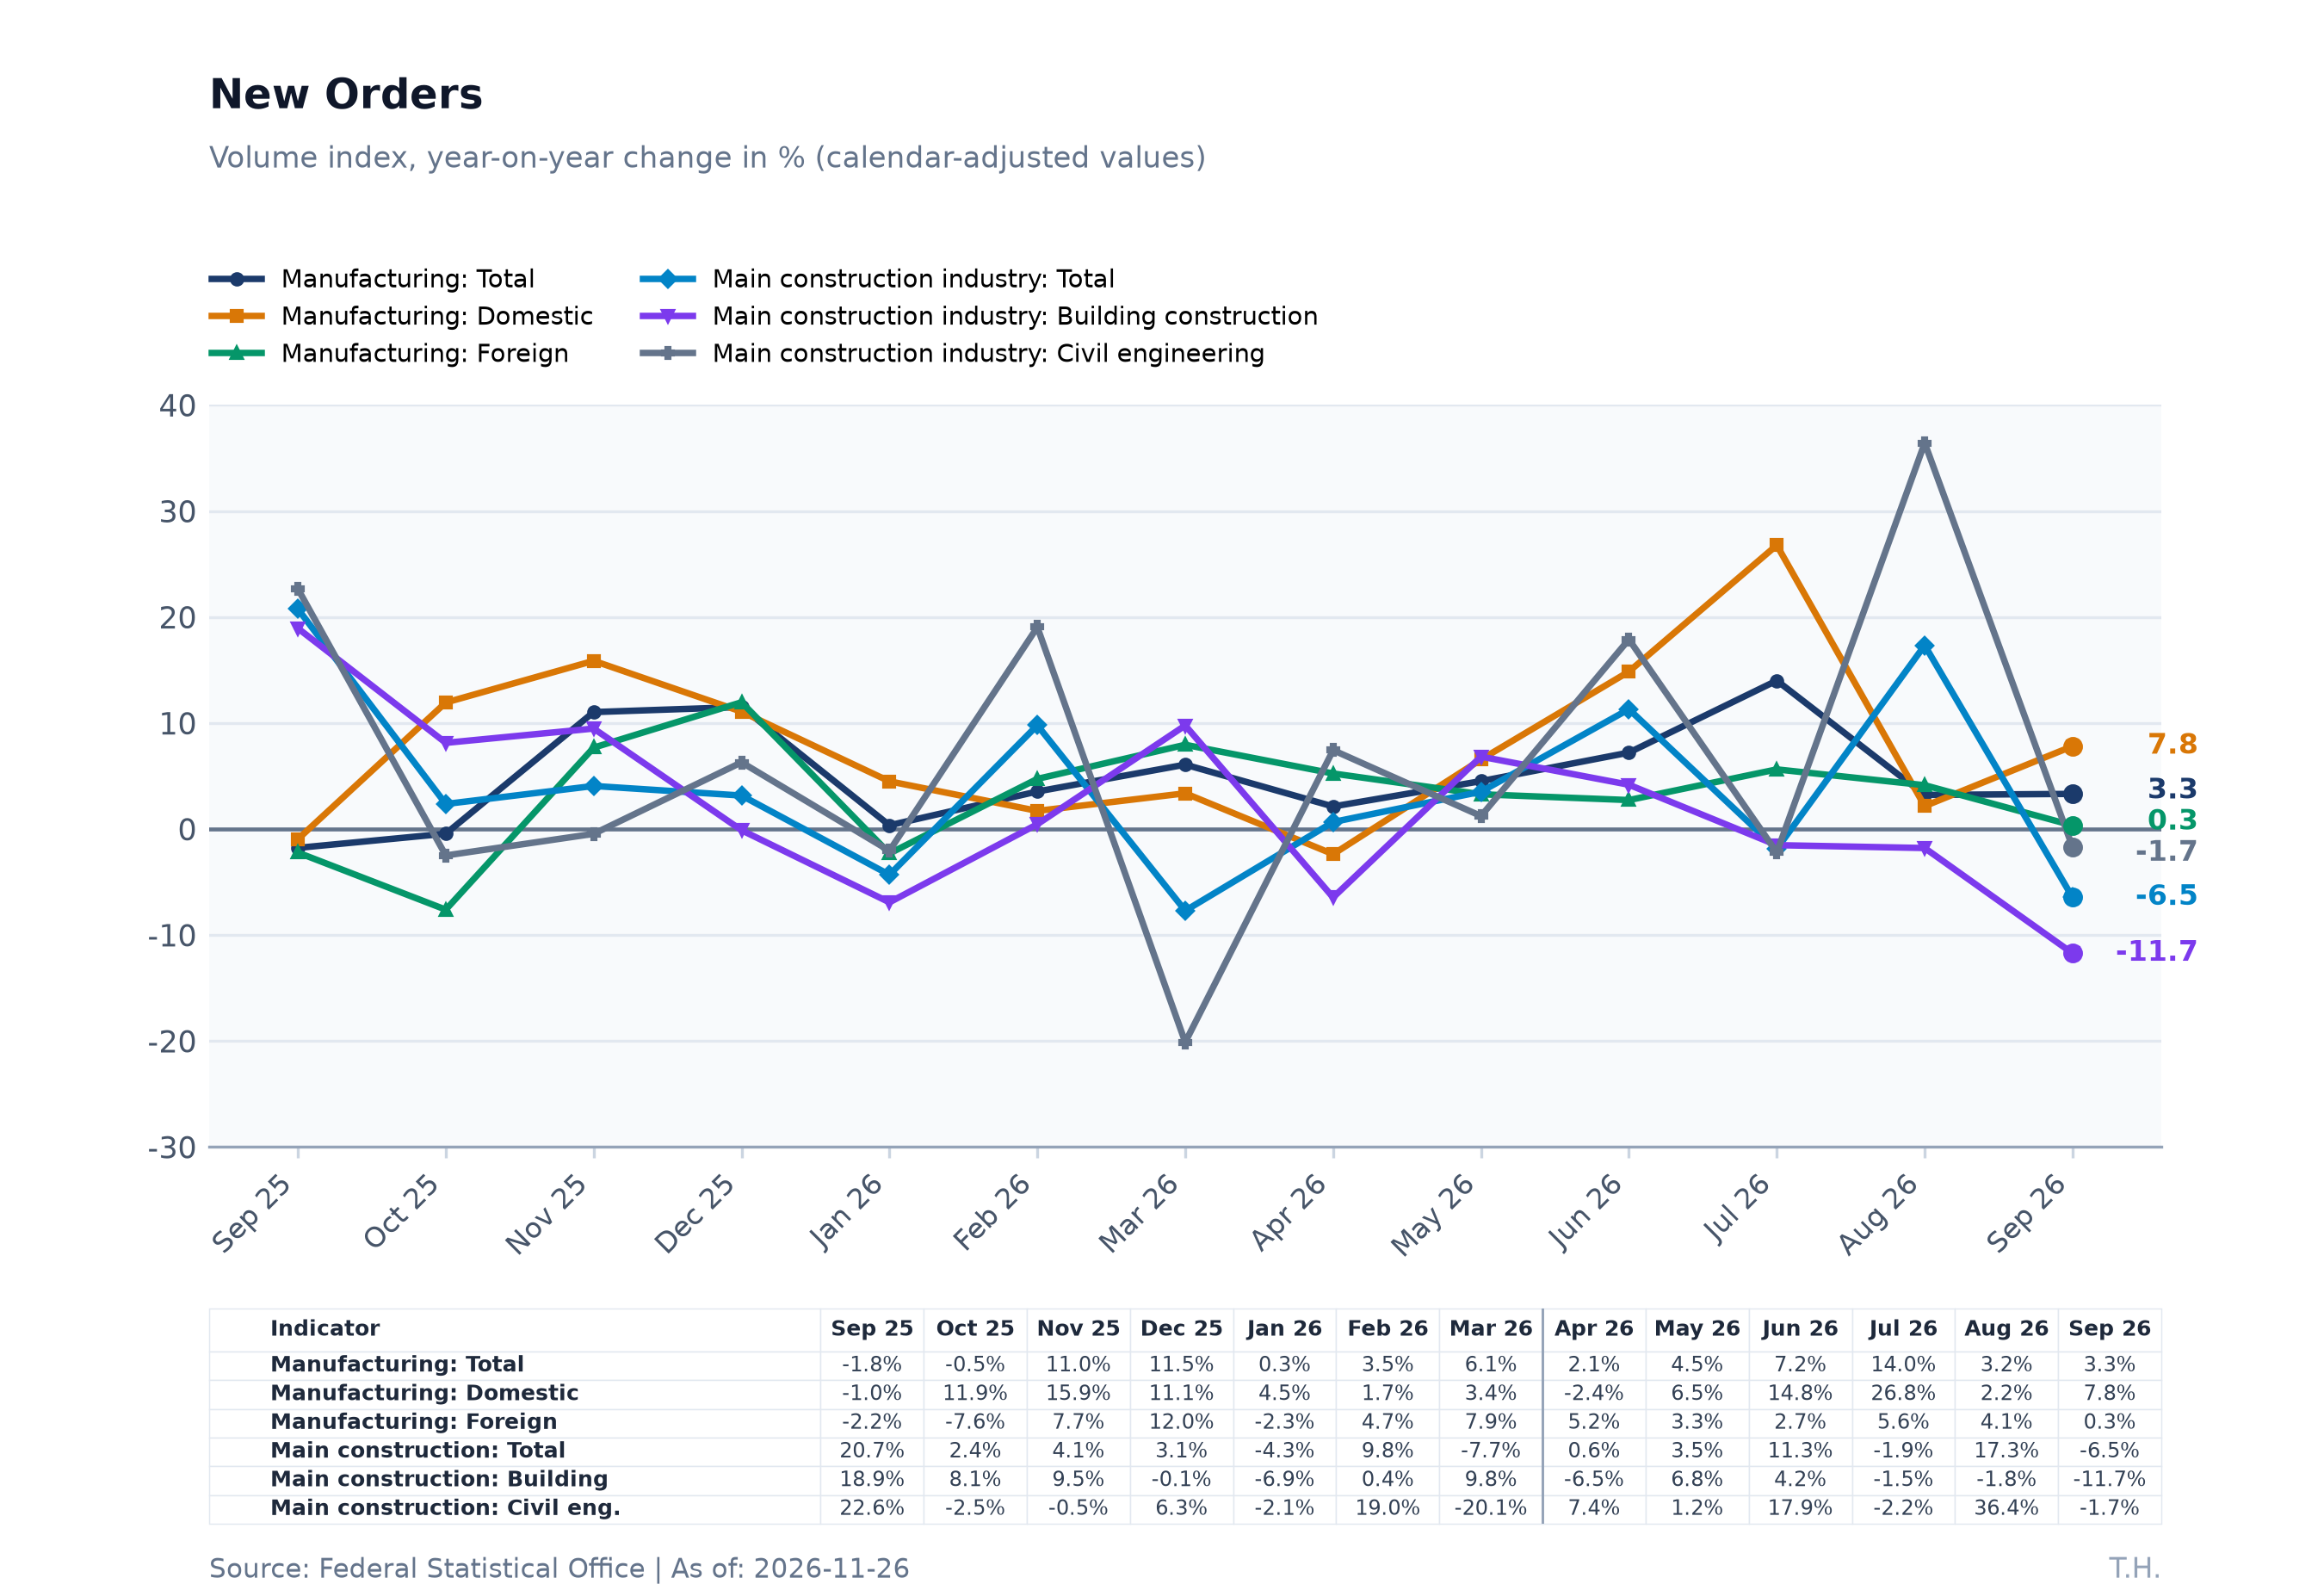 New Orders
Volume index, year-on-year change in % (calendar-adjusted values)
Manufacturing: Total
Manufacturing: Domestic
Manufacturing: Foreign
Main construction industry: Total
Main construction industry: Building construction
Main construction industry: Civil engineering
40
30
20
10
0
-10
-20
-30
7.8
3.3
0.3
-1.7
-6.5
-11.7
Sep 25 Oct 25 Nov 25 Dec 25 Jan 26 Feb 26 Mar 26 Apr 26 May 26 Jun 26 Jul 26 Aug 26 Sep 26
Indicator Sep 25 Oct 25 Nov 25 Dec 25 Jan 26 Feb 26 Mar 26 Apr 26 May 26 Jun 26 Jul 26 Aug 26 Sep 26
Manufacturing: Total -1.8% -0.5% 11.0% 11.5% 0.3% 3.5% 6.1% 2.1% 4.5% 7.2% 14.0% 3.2% 3.3%
Manufacturing: Domestic -1.0% 11.9% 15.9% 11.1% 4.5% 1.7% 3.4% -2.4% 6.5% 14.8% 26.8% 2.2% 7.8%
Manufacturing: Foreign -2.2% -7.6% 7.7% 12.0% -2.3% 4.7% 7.9% 5.2% 3.3% 2.7% 5.6% 4.1% 0.3%
Main construction: Total 20.7% 2.4% 4.1% 3.1% -4.3% 9.8% -7.7% 0.6% 3.5% 11.3% -1.9% 17.3% -6.5%
Main construction: Building 18.9% 8.1% 9.5% -0.1% -6.9% 0.4% 9.8% -6.5% 6.8% 4.2% -1.5% -1.8% -11.7%
Main construction: Civil eng. 22.6% -2.5% -0.5% 6.3% -2.1% 19.0% -20.1% 7.4% 1.2% 17.9% -2.2% 36.4% -1.7%
Source: Federal Statistical Office | As of: 2026-11-26
T.H.